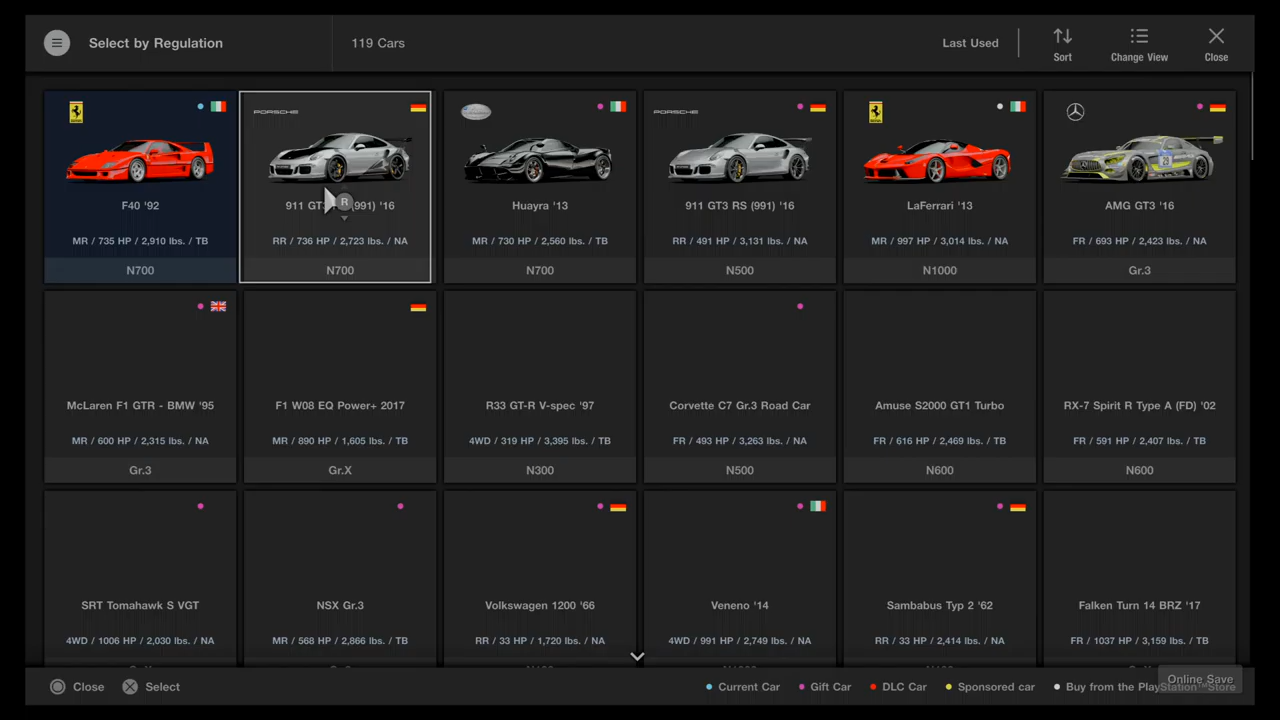 Select by Regulation
119 Cars
Last Used
Sort
Change View
Close
F40 '92
MR / 735 HP / 2,910 lbs. / TB
N700
PORSCHE
911 GT3 (991) '16
RR / 736 HP / 2,723 lbs. / NA
N700
R
Huayra '13
MR / 730 HP / 2,560 lbs. / TB
N700
PORSCHE
911 GT3 RS (991) '16
RR / 491 HP / 3,131 lbs. / NA
N500
LaFerrari '13
MR / 997 HP / 3,014 lbs. / NA
N1000
AMG GT3 '16
FR / 693 HP / 2,423 lbs. / NA
Gr.3
McLaren F1 GTR - BMW '95
MR / 600 HP / 2,315 lbs. / NA
Gr.3
F1 W08 EQ Power+ 2017
MR / 890 HP / 1,605 lbs. / TB
Gr.X
R33 GT-R V-spec '97
4WD / 319 HP / 3,395 lbs. / TB
N300
Corvette C7 Gr.3 Road Car
FR / 493 HP / 3,263 lbs. / NA
N500
Amuse S2000 GT1 Turbo
FR / 616 HP / 2,469 lbs. / TB
N600
RX-7 Spirit R Type A (FD) '02
FR / 591 HP / 2,407 lbs. / TB
N600
SRT Tomahawk S VGT
4WD / 1006 HP / 2,030 lbs. / NA
NSX Gr.3
MR / 568 HP / 2,866 lbs. / TB
Volkswagen 1200 '66
RR / 33 HP / 1,720 lbs. / NA
Veneno '14
4WD / 991 HP / 2,749 lbs. / NA
Sambabus Typ 2 '62
RR / 33 HP / 2,414 lbs. / NA
Falken Turn 14 BRZ '17
FR / 1037 HP / 3,159 lbs. / TB
Close
Select
Current Car
Gift Car
DLC Car
Sponsored car
Buy from the PlayStation™Store
Online Save